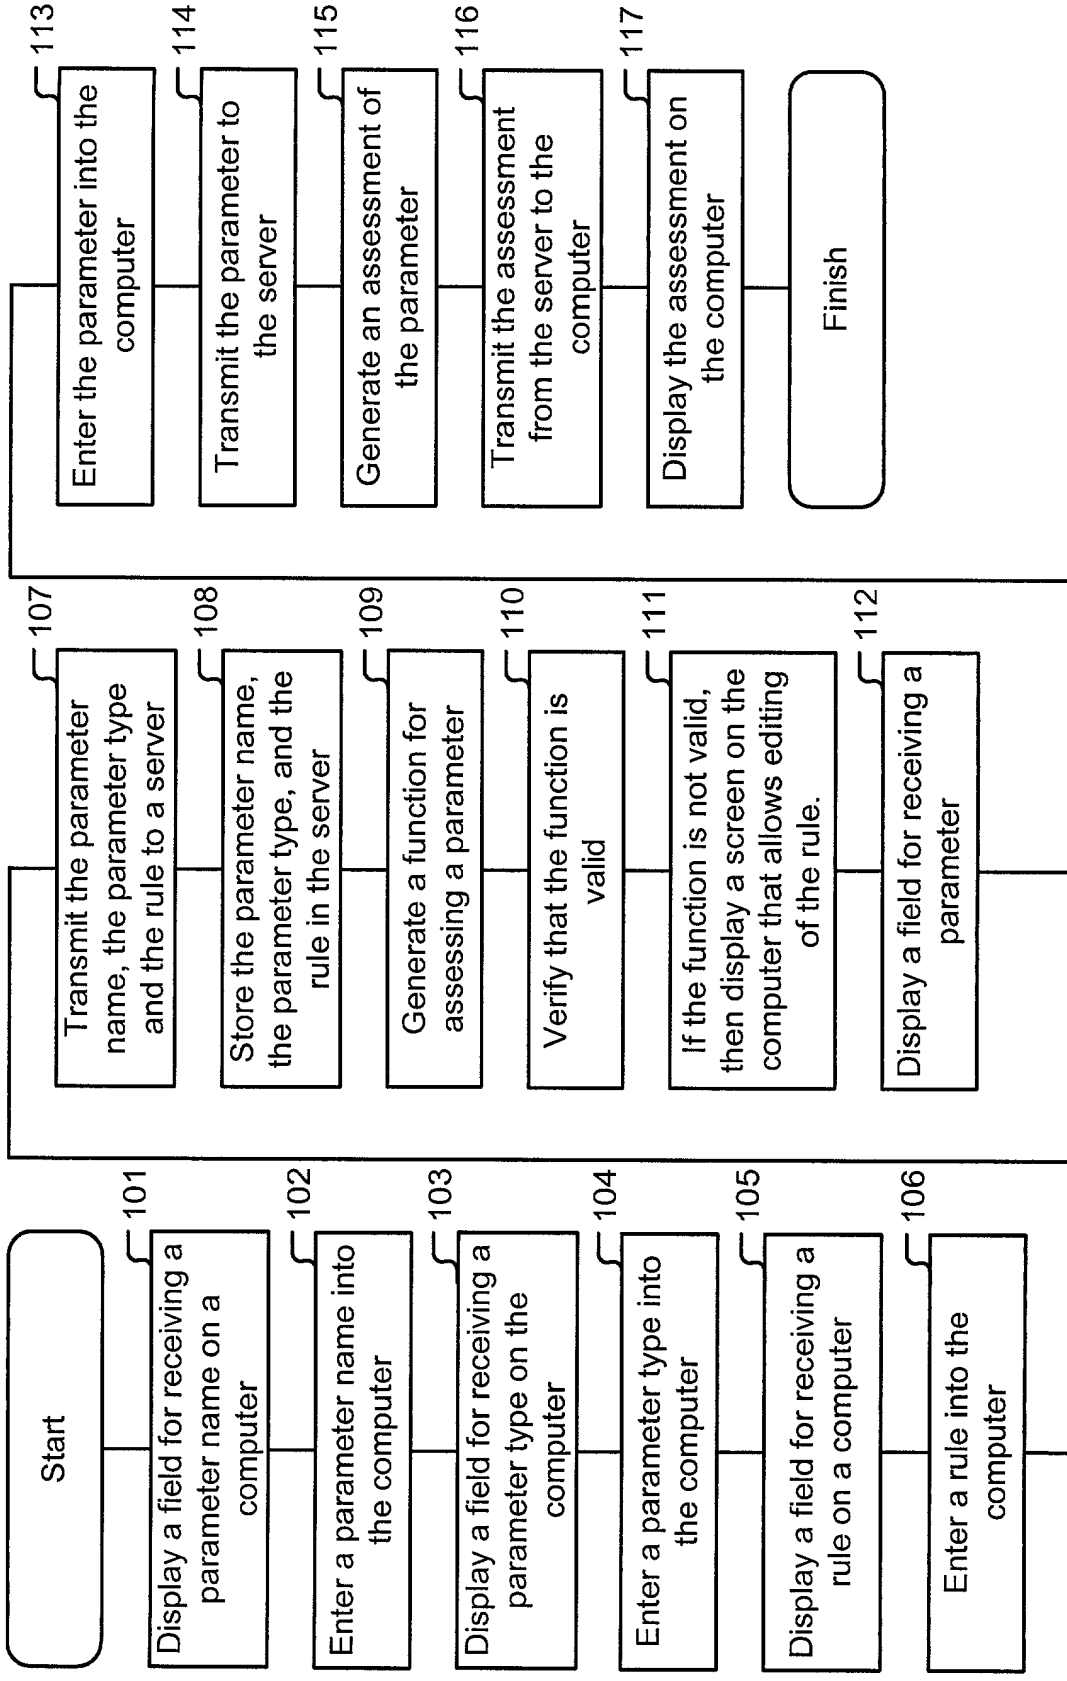 Start
101
Display a field for receiving a
parameter name on a
computer
102
Enter a parameter name into
the computer
103
Display a field for receiving a
parameter type on the
computer
104
Enter a parameter type into
the computer
105
Display a field for receiving a
rule on a computer
106
Enter a rule into the
computer
107
Transmit the parameter
name, the parameter type
and the rule to a server
108
Store the parameter name,
the parameter type, and the
rule in the server
109
Generate a function for
assessing a parameter
110
Verify that the function is
valid
111
If the function is not valid,
then display a screen on the
computer that allows editing
of the rule.
112
Display a field for receiving a
parameter
113
Enter the parameter into the
computer
114
Transmit the parameter to
the server
115
Generate an assessment of
the parameter
116
Transmit the assessment
from the server to the
computer
117
Display the assessment on
the computer
Finish